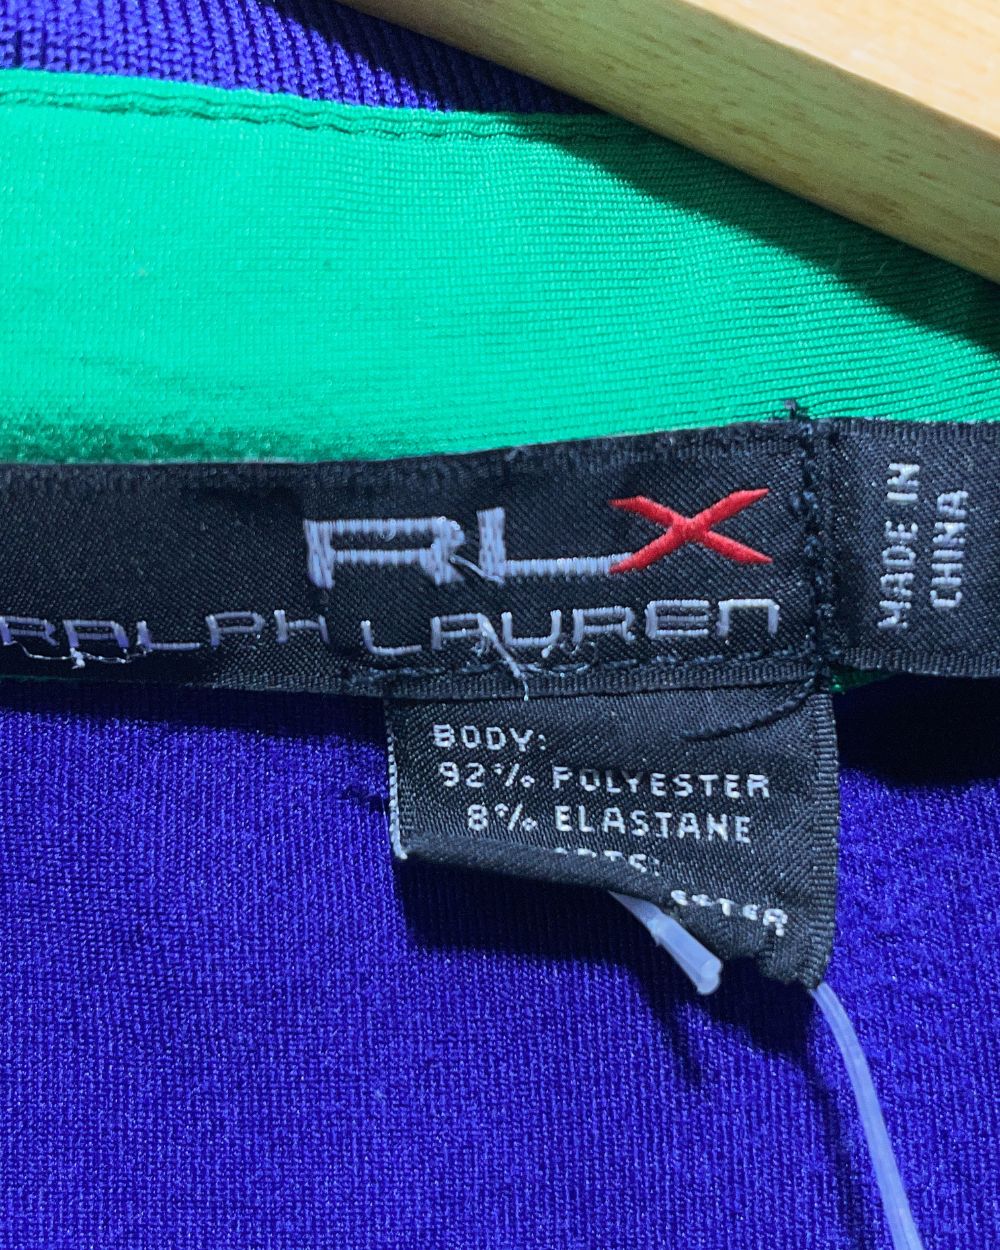 RLX
RALPH LAUREN
MADE IN
CHINA
BODY:
92% POLYESTER
8% ELASTANE